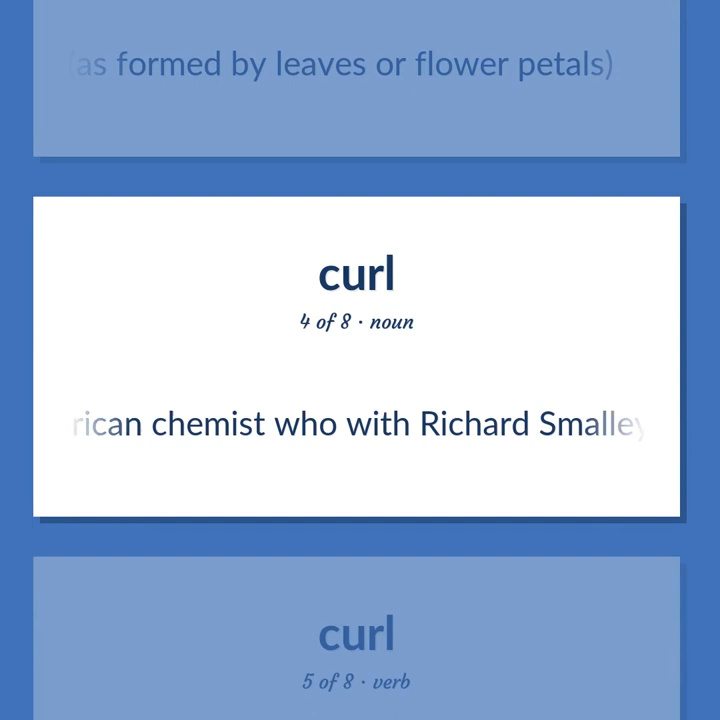 (as formed by leaves or flower petals)
curl
4 of 8 · noun
rican chemist who with Richard Smalley
curl
5 of 8 · verb